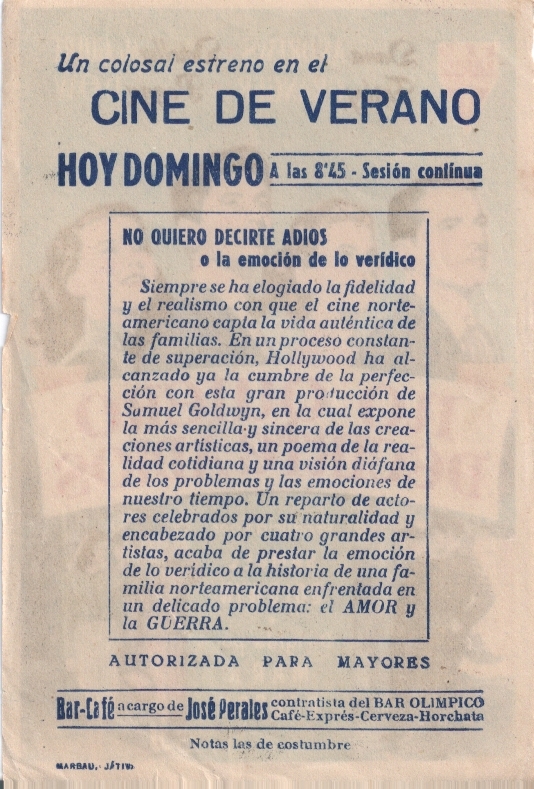 Un colosal estreno en el
CINE DE VERANO
HOY DOMINGO A las 8'45 - Sesión contínua
NO QUIERO DECIRTE ADIOS
o la emoción de lo verídico
Siempre se ha elogiado la fidelidad
y el realismo con que el cine norte-
americano capta la vida auténtica de
las familias. En un proceso constan-
te de superación, Hollywood ha al-
canzado ya la cumbre de la perfec-
ción con esta gran producción de
Samuel Goldwyn, en la cual expone
la más sencilla y sincera de las crea-
ciones artísticas, un poema de la rea-
lidad cotidiana y una visión diáfana
de los problemas y las emociones de
nuestro tiempo. Un reparto de acto-
res celebrados por su naturalidad y
encabezado por cuatro grandes ar-
tistas, acaba de prestar la emoción
de lo verídico a la historia de una fa-
milia norteamericana enfrentada en
un delicado problema: el AMOR y
la GUERRA.
AUTORIZADA PARA MAYORES
Bar-Café a cargo de José Perales contratista del BAR OLIMPICO
Café-Exprés-Cerveza-Horchata
Notas las de costumbre
MARBAU.- JÁTIVA